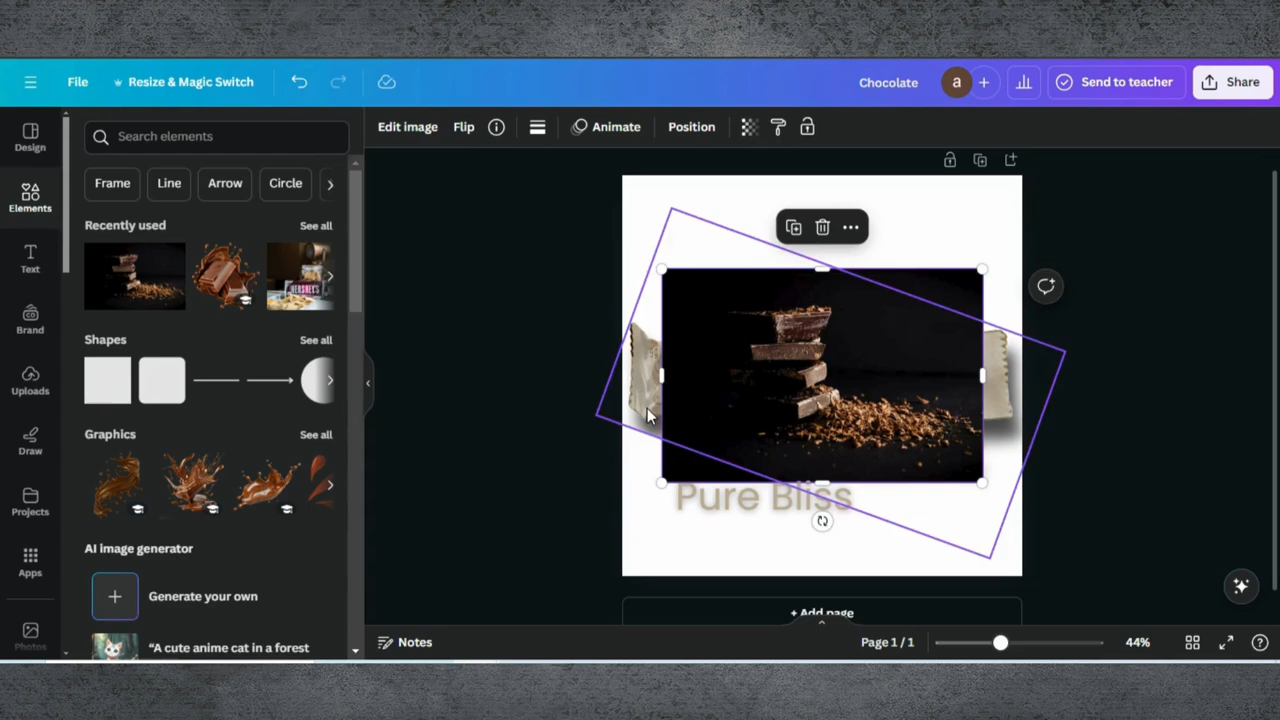 File
Resize & Magic Switch
Chocolate
a
Send to teacher
Share
Design
Search elements
Edit image
Flip
Animate
Position
Frame
Line
Arrow
Circle
Elements
Recently used
See all
Text
HERSHEY'S
Brand
Shapes
See all
Uploads
Graphics
See all
Draw
Projects
Pure Bliss
AI image generator
Apps
Generate your own
+ Add page
Photos
"A cute anime cat in a forest
Notes
Page 1 / 1
44%